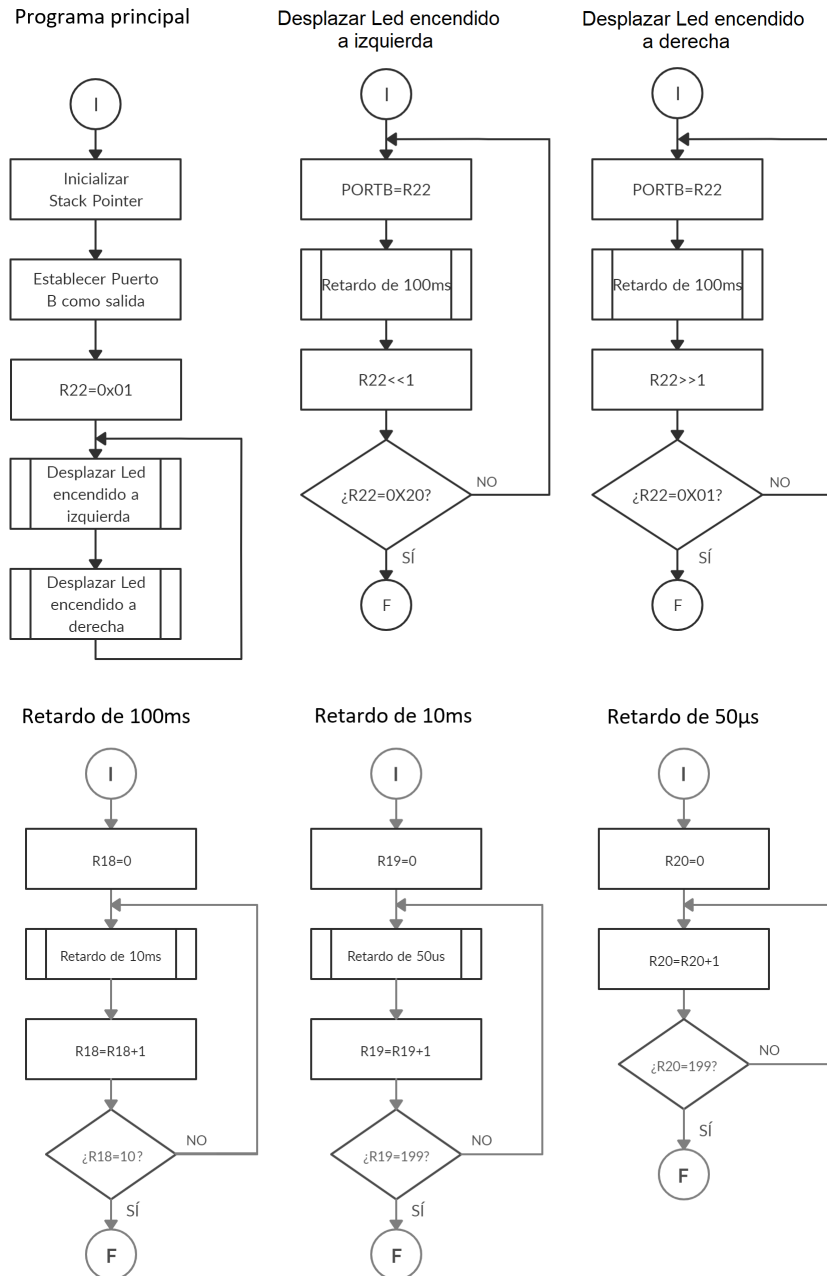 Programa principal
I
Inicializar
Stack Pointer
Establecer Puerto
B como salida
R22=0x01
Desplazar Led
encendido a
izquierda
Desplazar Led
encendido a
derecha
Desplazar Led encendido
a izquierda
I
PORTB=R22
Retardo de 100ms
R22<<1
¿R22=0X20?
NO
SÍ
F
Desplazar Led encendido
a derecha
I
PORTB=R22
Retardo de 100ms
R22>>1
¿R22=0X01?
NO
SÍ
F
Retardo de 100ms
I
R18=0
Retardo de 10ms
R18=R18+1
¿R18=10?
NO
SÍ
F
Retardo de 10ms
I
R19=0
Retardo de 50us
R19=R19+1
¿R19=199?
NO
SÍ
F
Retardo de 50µs
I
R20=0
R20=R20+1
¿R20=199?
NO
SÍ
F